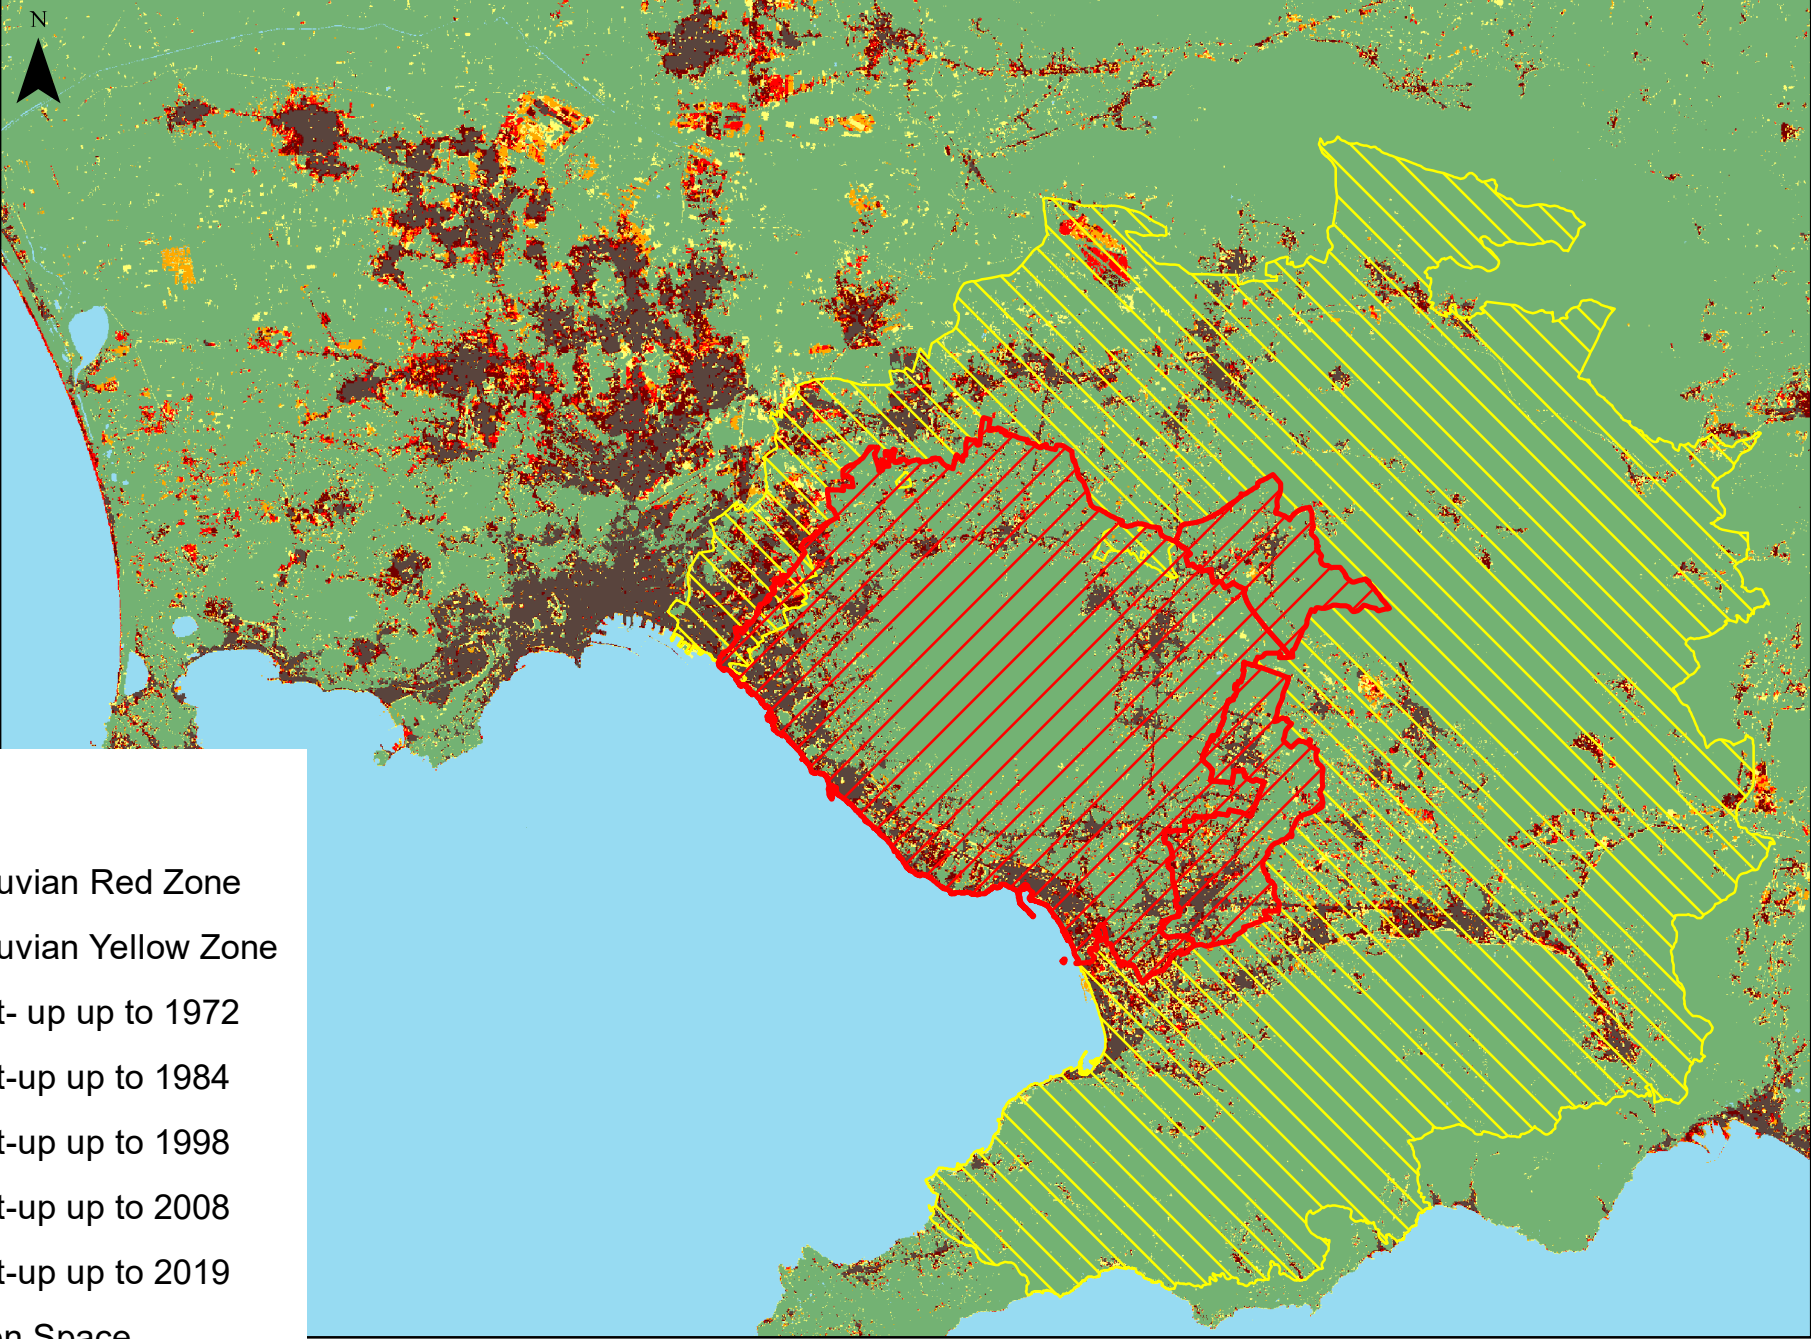 N
uvian Red Zone
uvian Yellow Zone
t- up up to 1972
t-up up to 1984
t-up up to 1998
t-up up to 2008
t-up up to 2019
n Space